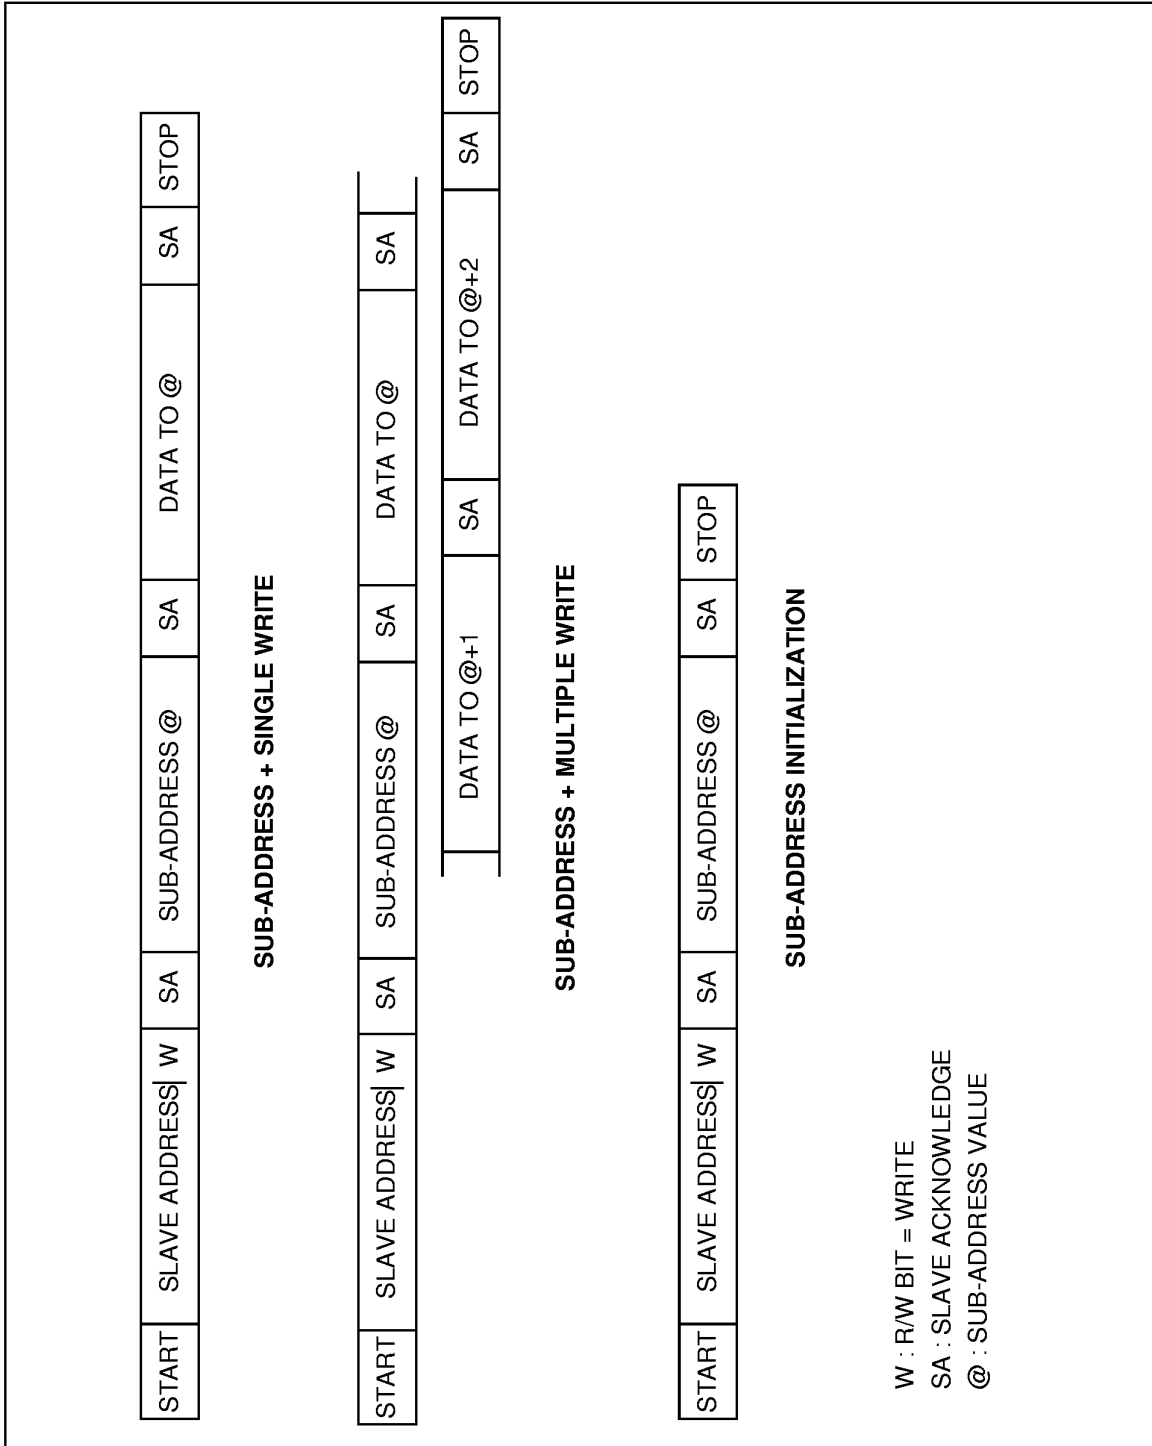 START SLAVE ADDRESS W SA SUB-ADDRESS @ SA DATA TO @ SA STOP
SUB-ADDRESS + SINGLE WRITE
START SLAVE ADDRESS W SA SUB-ADDRESS @ SA DATA TO @ SA
DATA TO @+1 SA DATA TO @+2 SA STOP
SUB-ADDRESS + MULTIPLE WRITE
START SLAVE ADDRESS W SA SUB-ADDRESS @ SA STOP
SUB-ADDRESS INITIALIZATION
W : R/W BIT = WRITE
SA : SLAVE ACKNOWLEDGE
@ : SUB-ADDRESS VALUE